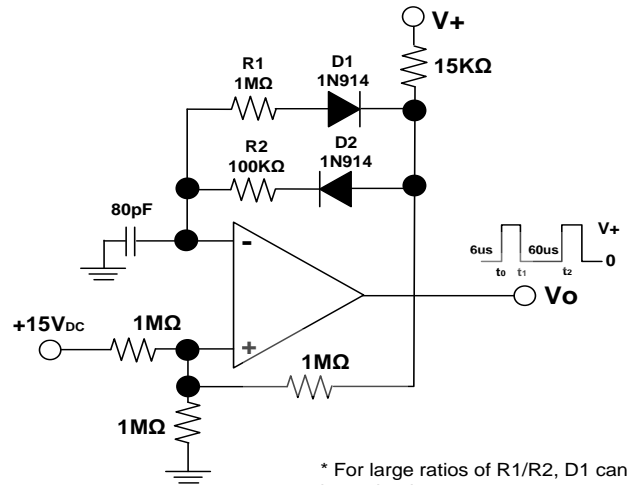 V+
15KΩ
R1
1MΩ
D1
1N914
R2
100KΩ
D2
1N914
80pF
-
+
+15VDC
1MΩ
1MΩ
1MΩ
6us
60us
V+
0
t0
t1
t2
Vo
* For large ratios of R1/R2, D1 can